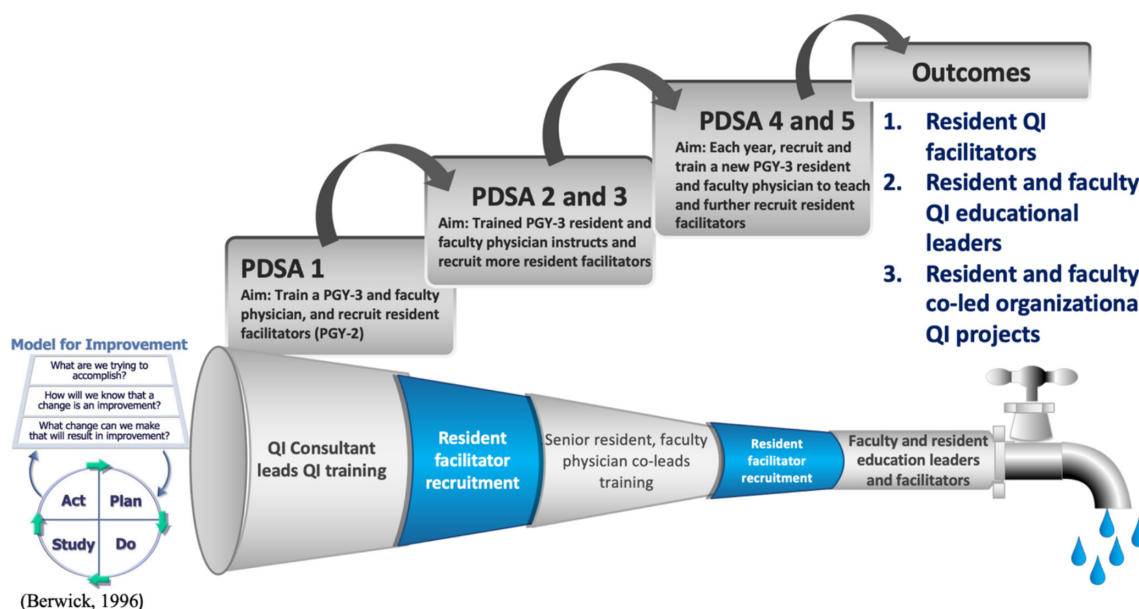 Outcomes
1. Resident QI
facilitators
2. Resident and faculty
QI educational
leaders
3. Resident and faculty
co-led organizationa
QI projects
PDSA 4 and 5
Aim: Each year, recruit and
train a new PGY-3 resident
and faculty physician to teach
and further recruit resident
facilitators
PDSA 2 and 3
Aim: Trained PGY-3 resident and
faculty physician instructs and
recruit more resident facilitators
PDSA 1
Aim: Train a PGY-3 and faculty
physician, and recruit resident
facilitators (PGY-2)
Model for Improvement
What are we trying to
accomplish?
How will we know that a
change is an improvement?
What change can we make
that will result in improvement?
Act Plan
Study Do
(Berwick, 1996)
QI Consultant
leads QI training
Resident
facilitator
recruitment
Senior resident, faculty
physician co-leads
training
Resident
facilitator
recruitment
Faculty and resident
education leaders
and facilitators